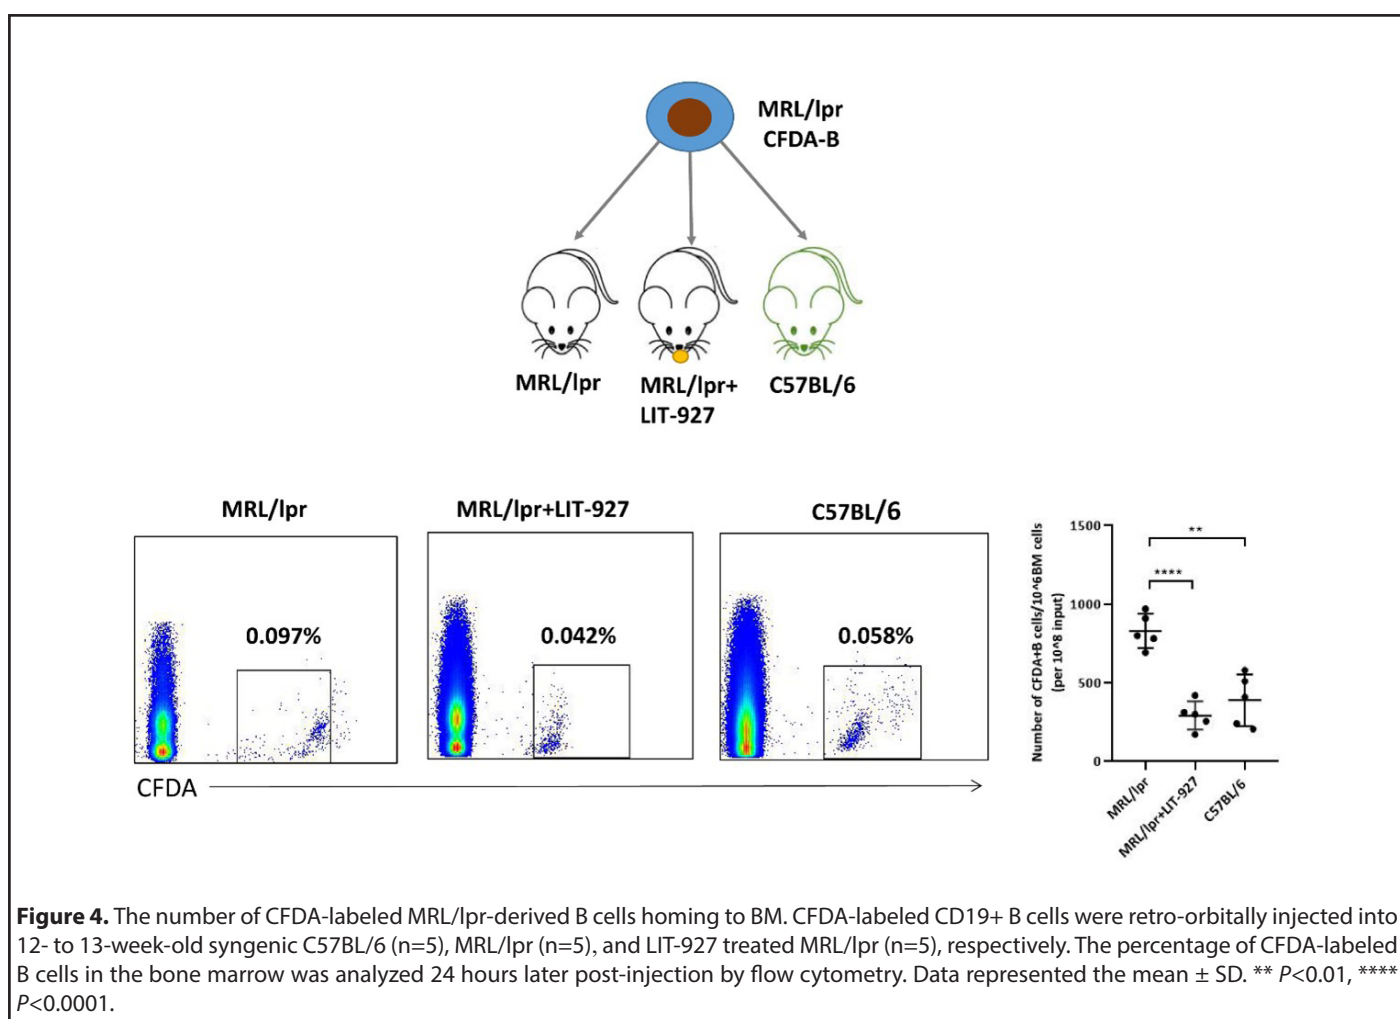 MRL/lpr
CFDA-B
MRL/lpr
MRL/lpr+
LIT-927
C57BL/6
MRL/lpr
MRL/lpr+LIT-927
C57BL/6
0.097%
0.042%
0.058%
CFDA
Number of CFDA+B cells/10^6BM cells
(per 10^8 input)
1500
1000
500
0
**
****
MRL/lpr
MRL/lpr+LIT-927
C57BL/6
Figure 4. The number of CFDA-labeled MRL/lpr-derived B cells homing to BM. CFDA-labeled CD19+ B cells were retro-orbitally injected into
12- to 13-week-old syngenic C57BL/6 (n=5), MRL/lpr (n=5), and LIT-927 treated MRL/lpr (n=5), respectively. The percentage of CFDA-labeled
B cells in the bone marrow was analyzed 24 hours later post-injection by flow cytometry. Data represented the mean ± SD. ** P<0.01, ****
P<0.0001.